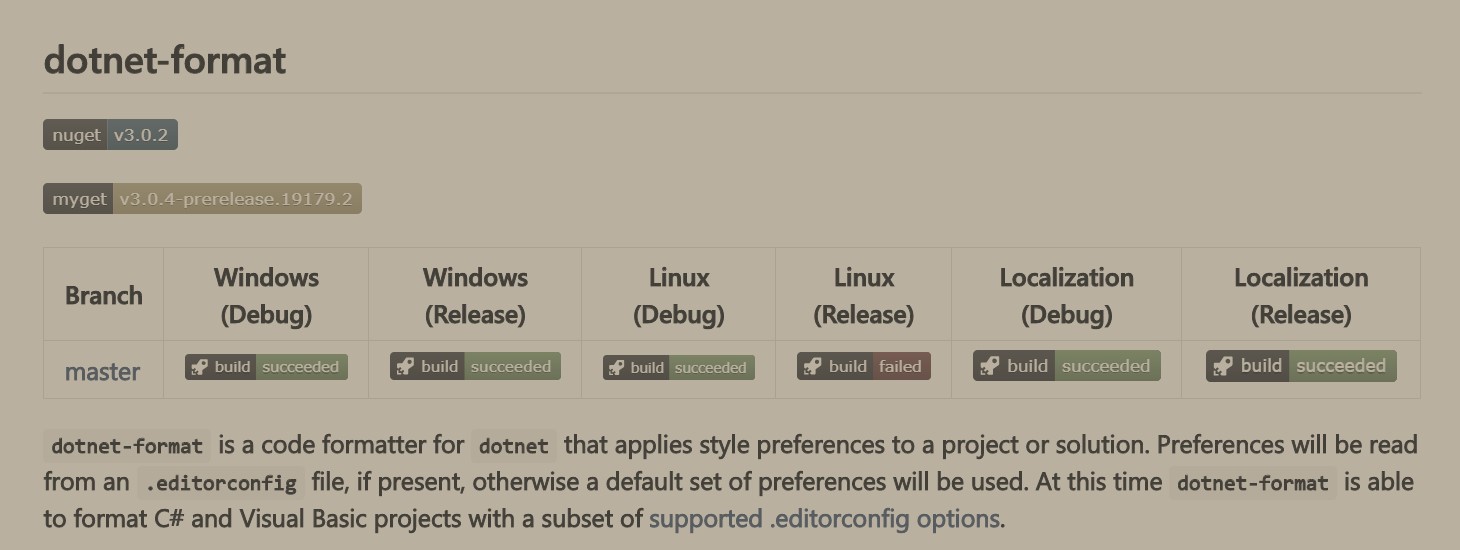 dotnet-format
nuget v3.0.2
myget v3.0.4-prerelease.19179.2
Branch Windows (Debug) Windows (Release) Linux (Debug) Linux (Release) Localization (Debug) Localization (Release)
master build succeeded build succeeded build succeeded build failed build succeeded build succeeded
dotnet-format is a code formatter for dotnet that applies style preferences to a project or solution. Preferences will be read
from an .editorconfig file, if present, otherwise a default set of preferences will be used. At this time dotnet-format is able
to format C# and Visual Basic projects with a subset of supported .editorconfig options.